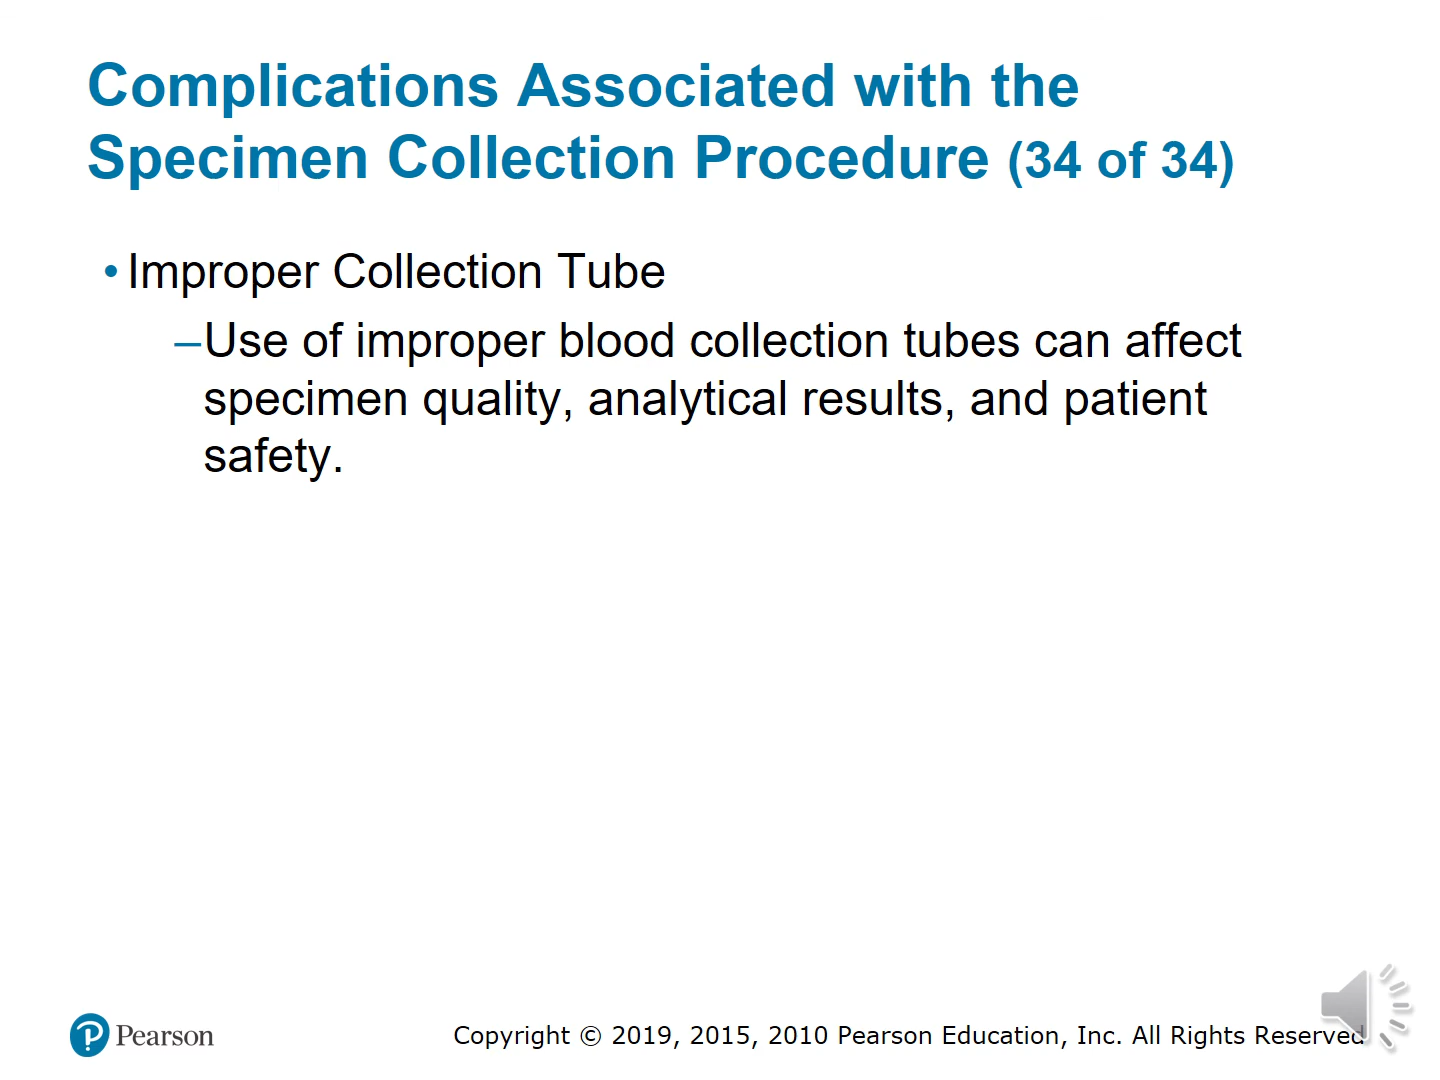 Complications Associated with the
Specimen Collection Procedure (34 of 34)
• Improper Collection Tube
–Use of improper blood collection tubes can affect
specimen quality, analytical results, and patient
safety.
Pearson
Copyright © 2019, 2015, 2010 Pearson Education, Inc. All Rights Reserved